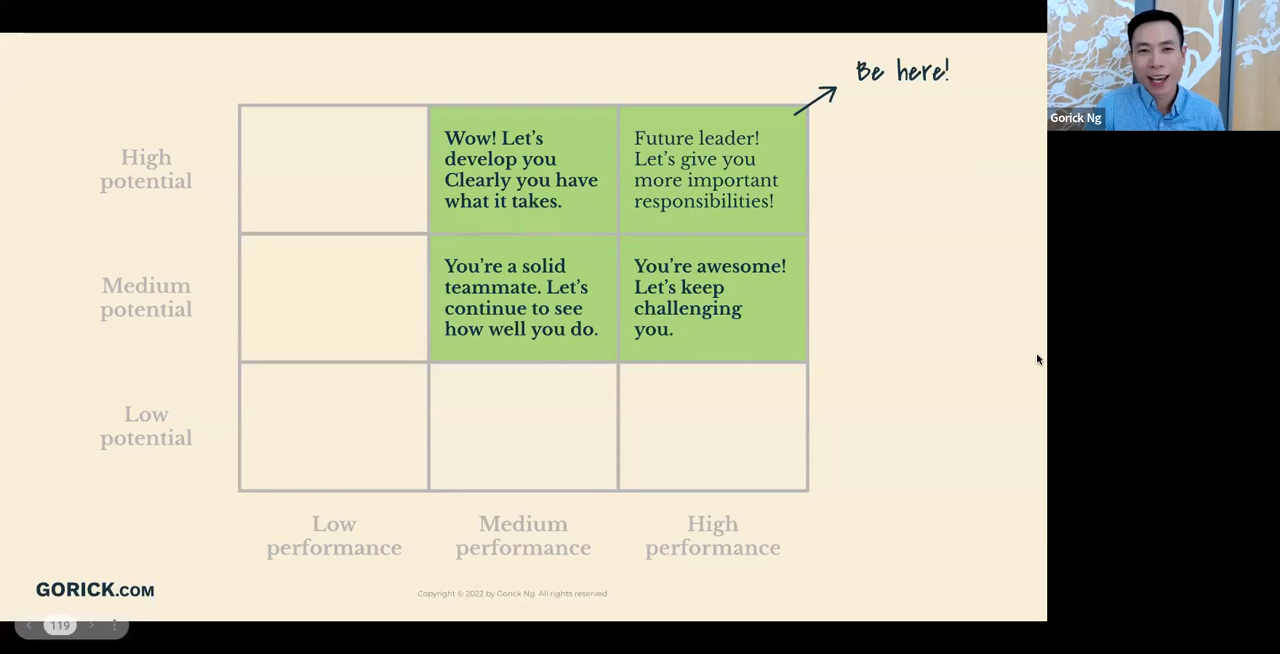 Be here!
Gorick Ng
High
potential
Wow! Let's
develop you
Clearly you have
what it takes.
Future leader!
Let's give you
more important
responsibilities!
Medium
potential
You're a solid
teammate. Let's
continue to see
how well you do.
You're awesome!
Let's keep
challenging
you.
Low
potential
Low
performance
Medium
performance
High
performance
GORICK.COM
Copyright © 2022 by Gorick Ng. All rights reserved
119